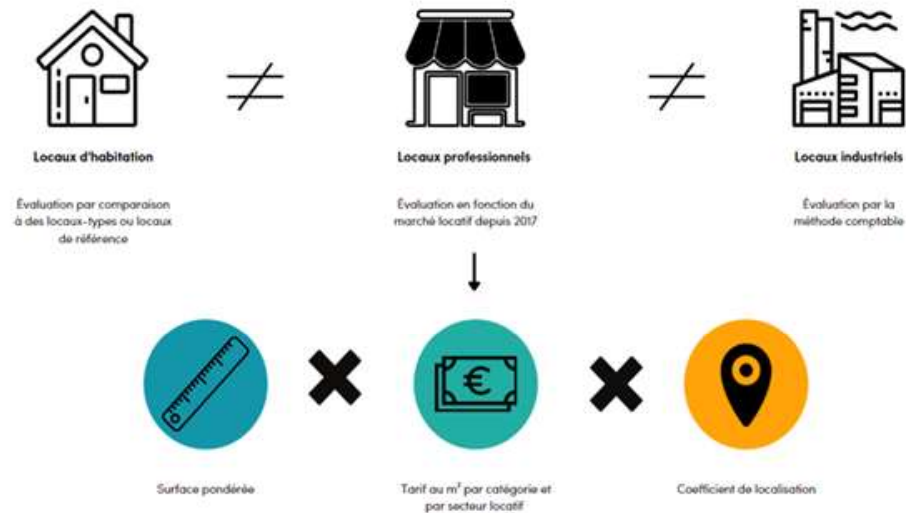 Locaux d'habitation
Évaluation par comparaison
à des locaux-types ou locaux
de référence
Locaux professionnels
Évaluation en fonction du
marché locatif depuis 2017
Locaux industriels
Évaluation par la
méthode comptable
€
Surface pondérée
Tarif au m² par catégorie et
par secteur locatif
Coefficient de localisation